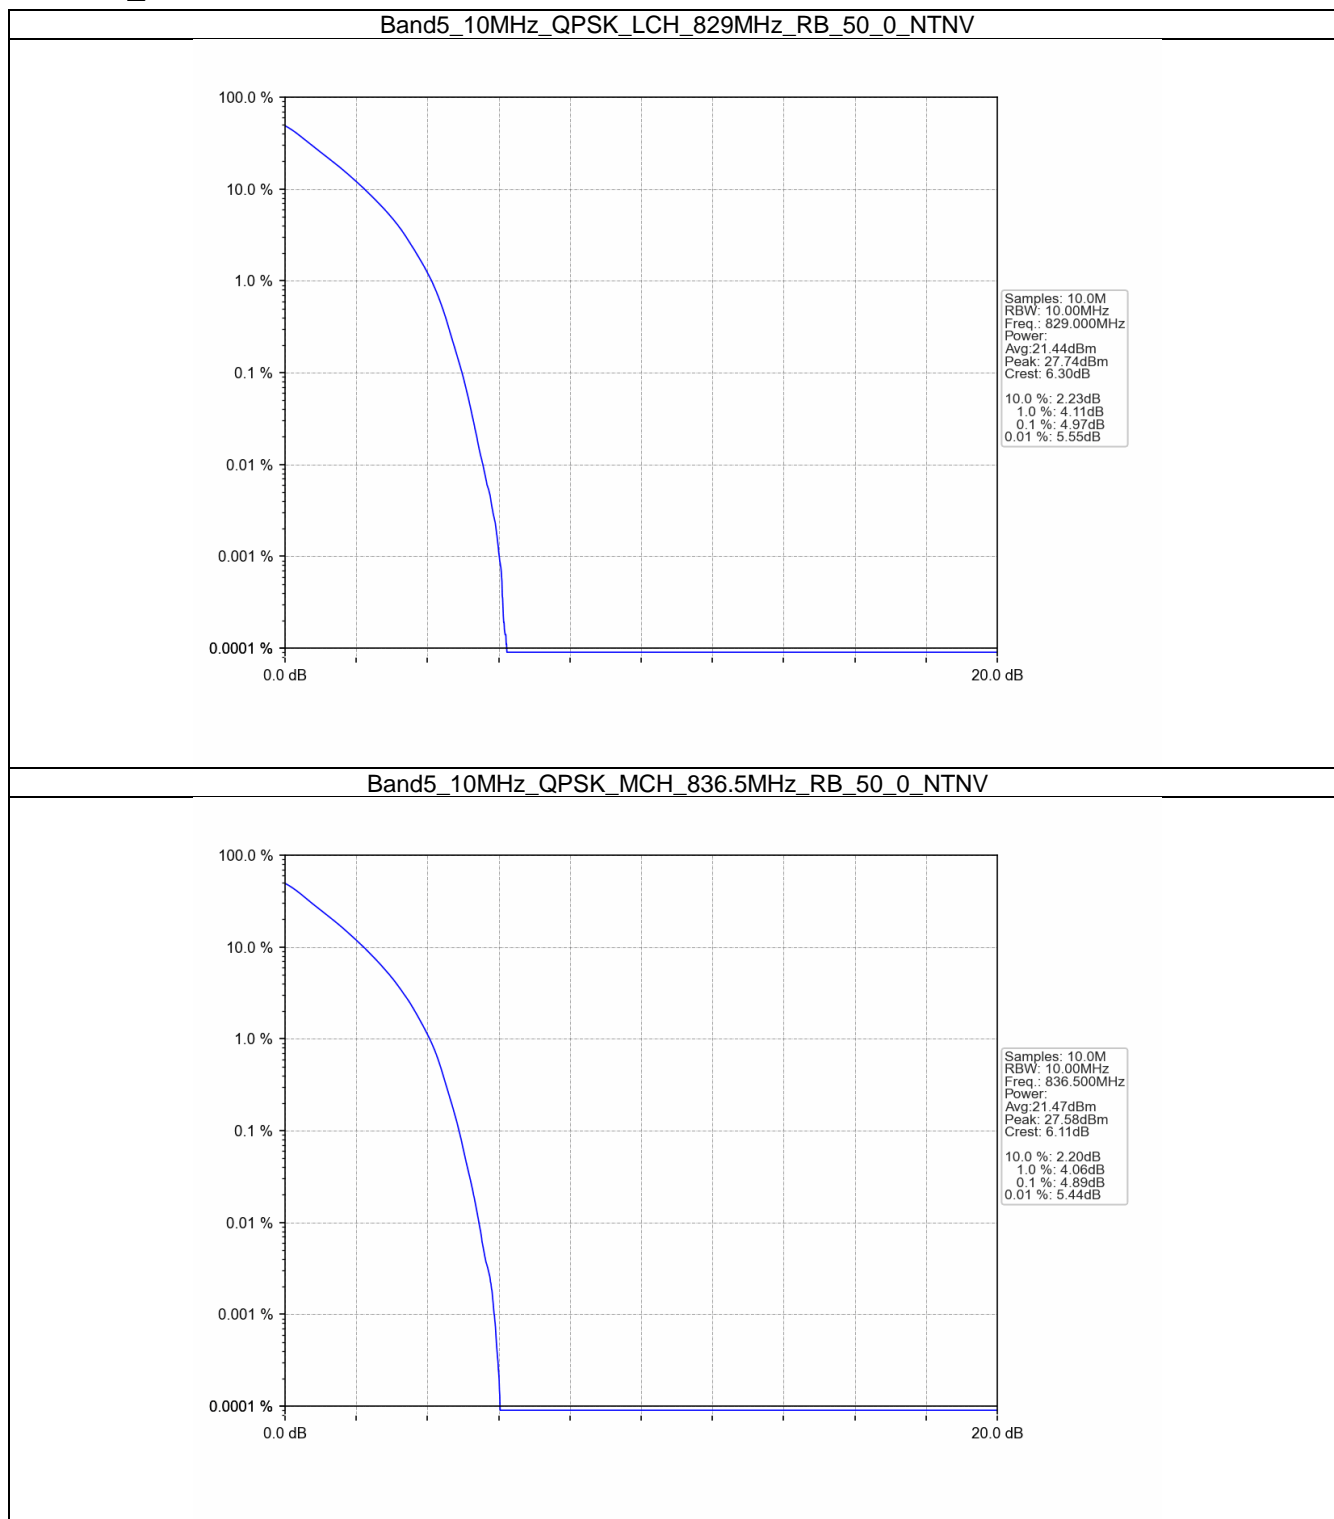 Band5_10MHz_QPSK_LCH_829MHz_RB_50_0_NTNV
100.0 %
10.0 %
1.0 %
0.1 %
0.01 %
0.001 %
0.0001 %
0.0 dB
20.0 dB
Samples: 10.0M
RBW: 10.00MHz
Freq.: 829.000MHz
Power:
Avg:21.44dBm
Peak: 27.74dBm
Crest: 6.30dB
10.0 %: 2.23dB
1.0 %: 4.11dB
0.1 %: 4.97dB
0.01 %: 5.55dB
Band5_10MHz_QPSK_MCH_836.5MHz_RB_50_0_NTNV
100.0 %
10.0 %
1.0 %
0.1 %
0.01 %
0.001 %
0.0001 %
0.0 dB
20.0 dB
Samples: 10.0M
RBW: 10.00MHz
Freq.: 836.500MHz
Power:
Avg:21.47dBm
Peak: 27.58dBm
Crest: 6.11dB
10.0 %: 2.20dB
1.0 %: 4.06dB
0.1 %: 4.89dB
0.01 %: 5.44dB